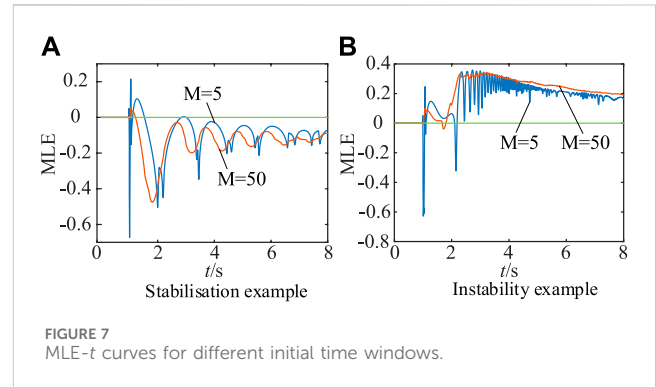 A
B
MLE
0.2
0
-0.2
-0.4
-0.6
M=5
M=50
0 2 4 6 8
t/s
Stabilisation example
MLE
0.4
0.2
0
-0.2
-0.4
-0.6
-0.8
M=5
M=50
0 2 4 6 8
t/s
Instability example
FIGURE 7
MLE-t curves for different initial time windows.